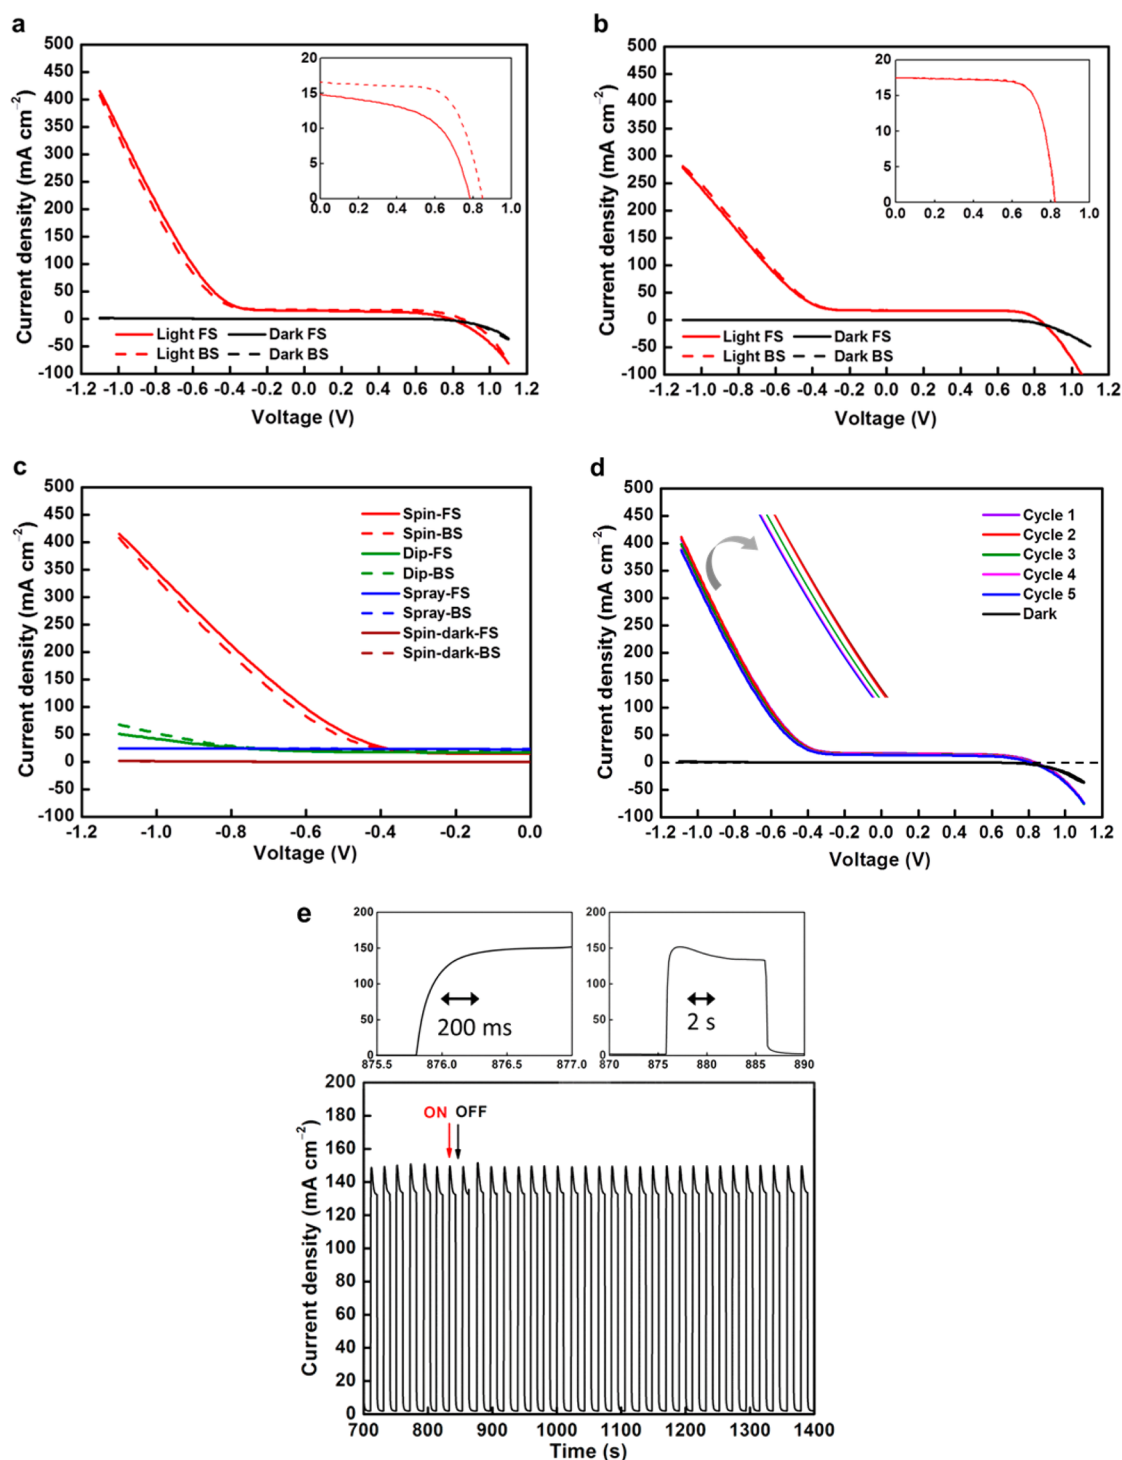 a
500
450
400
350
300
250
200
150
100
50
0
-50
-100
Current density (mA cm⁻²)
20
15
10
5
0
0.0 0.2 0.4 0.6 0.8 1.0
Light FS Dark FS
Light BS Dark BS
-1.2 -1.0 -0.8 -0.6 -0.4 -0.2 0.0 0.2 0.4 0.6 0.8 1.0 1.2
Voltage (V)
b
500
450
400
350
300
250
200
150
100
50
0
-50
-100
Current density (mA cm⁻²)
20
15
10
5
0
0.0 0.2 0.4 0.6 0.8 1.0
Light FS Dark FS
Light BS Dark BS
-1.2 -1.0 -0.8 -0.6 -0.4 -0.2 0.0 0.2 0.4 0.6 0.8 1.0 1.2
Voltage (V)
c
500
450
400
350
300
250
200
150
100
50
0
-50
-100
Current density (mA cm⁻²)
Spin-FS
Spin-BS
Dip-FS
Dip-BS
Spray-FS
Spray-BS
Spin-dark-FS
Spin-dark-BS
-1.2 -1.0 -0.8 -0.6 -0.4 -0.2 0.0
Voltage (V)
d
500
450
400
350
300
250
200
150
100
50
0
-50
-100
Current density (mA cm⁻²)
Cycle 1
Cycle 2
Cycle 3
Cycle 4
Cycle 5
Dark
-1.2 -1.0 -0.8 -0.6 -0.4 -0.2 0.0 0.2 0.4 0.6 0.8 1.0 1.2
Voltage (V)
e
200
150
100
50
0
200 ms
875.5 876.0 876.5 877.0
200
150
100
50
0
2 s
870 875 880 885 890
200
180
160
140
120
100
80
60
40
20
0
Current density (mA cm⁻²)
ON OFF
700 800 900 1000 1100 1200 1300 1400
Time (s)